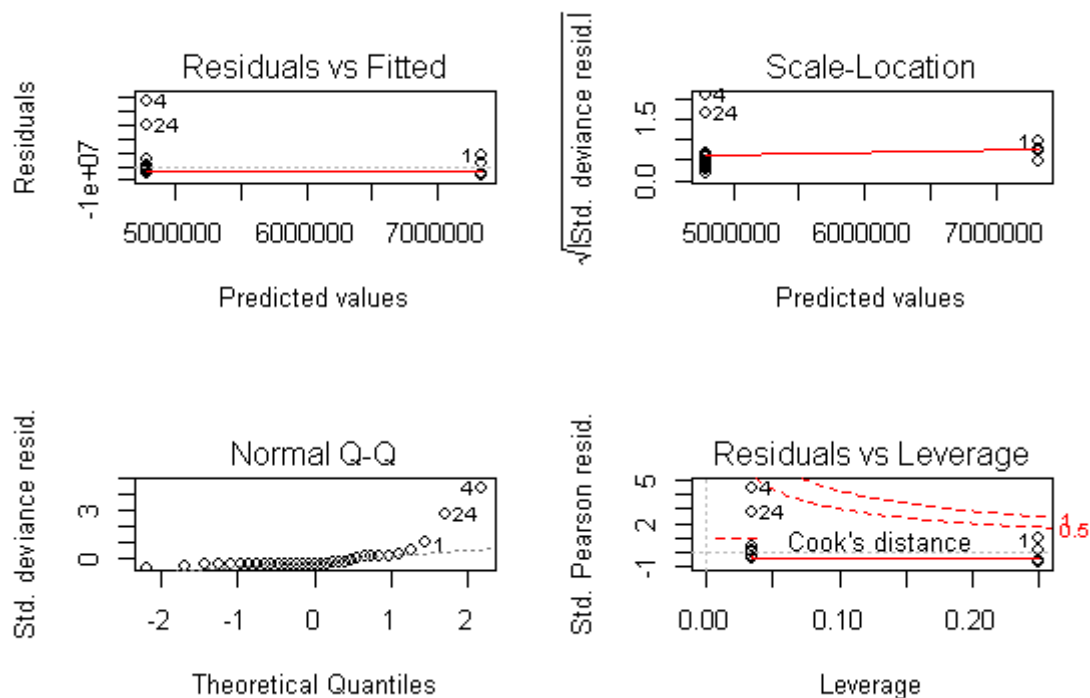 Residuals vs Fitted
Residuals
-1e+07
4
24
1
5000000 6000000 7000000
Predicted values
Scale-Location
√|Std. deviance resid.|
0.0 1.5
4
24
1
5000000 6000000 7000000
Predicted values
Normal Q-Q
Std. deviance resid.
0 3
4
24
1
-2 -1 0 1 2
Theoretical Quantiles
Residuals vs Leverage
Std. Pearson resid.
-1 2 5
4
24
1
Cook's distance
1
0.5
0.00 0.10 0.20
Leverage